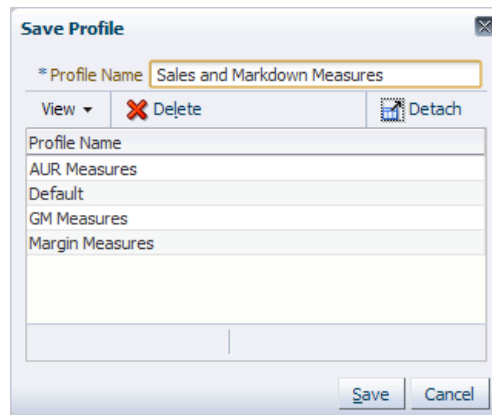 Save Profile
* Profile Name Sales and Markdown Measures
View Delete Detach
Profile Name
AUR Measures
Default
GM Measures
Margin Measures
Save Cancel